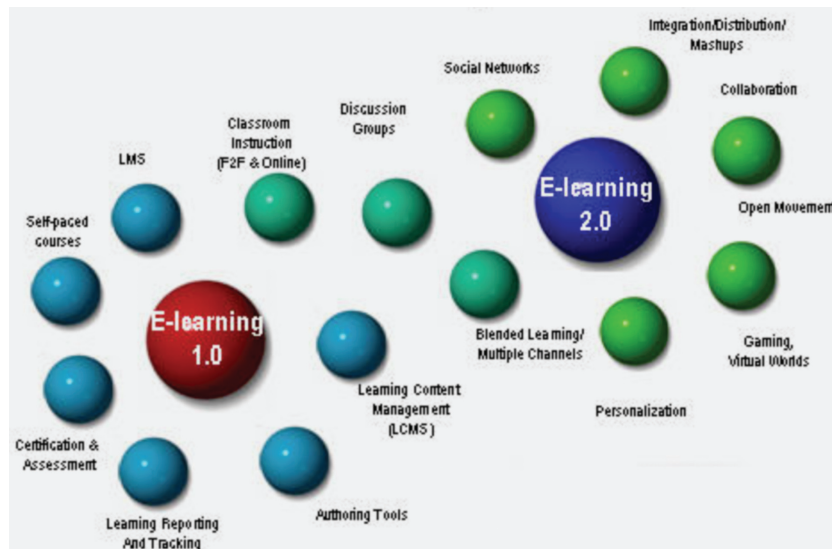 Integration/Distribution/
Mashups
Social Networks
Collaboration
Discussion
Groups
Classroom
Instruction
(F2F & Online)
LMS
E-learning
2.0
Open Movement
Self-paced
courses
E-learning
1.0
Blended Learning/
Multiple Channels
Gaming,
Virtual Worlds
Learning Content
Management
(LCMS)
Personalization
Certification &
Assessment
Authoring Tools
Learning Reporting
And Tracking